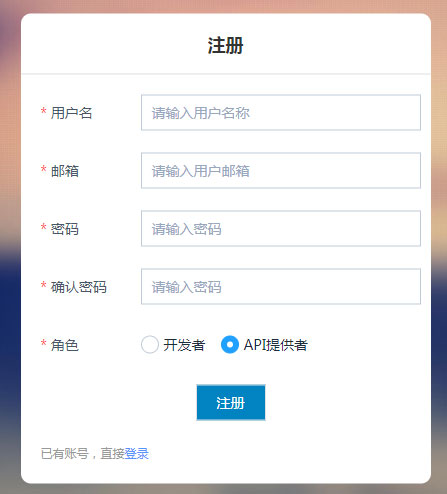 注册
* 用户名 请输入用户名称
* 邮箱 请输入用户邮箱
* 密码 请输入密码
* 确认密码 请输入密码
* 角色 开发者 API提供者
注册
已有账号，直接登录